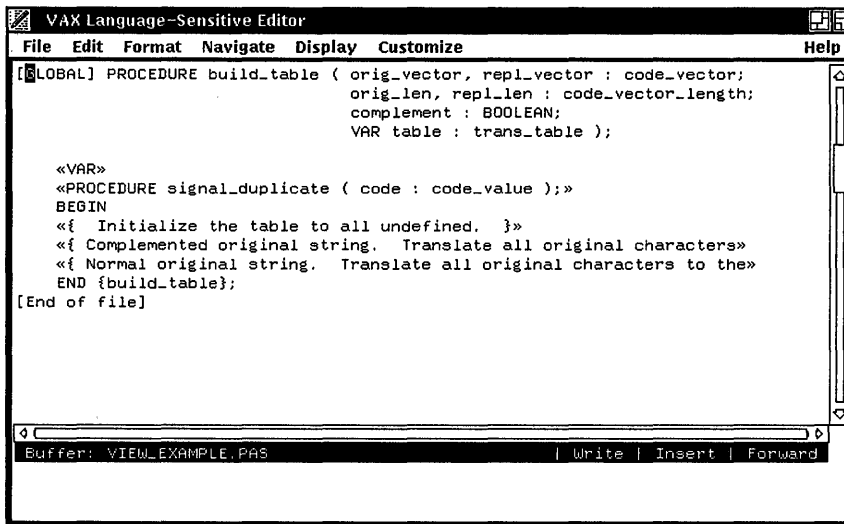 VAX Language-Sensitive Editor
File Edit Format Navigate Display Customize Help
[GLOBAL] PROCEDURE build_table ( orig_vector, repl_vector : code_vector;
orig_len, repl_len : code_vector_length;
complement : BOOLEAN;
VAR table : trans_table );
«VAR»
«PROCEDURE signal_duplicate ( code : code_value );»
BEGIN
«{ Initialize the table to all undefined. }»
«{ Complemented original string. Translate all original characters»
«{ Normal original string. Translate all original characters to the»
END {build_table};
[End of file]
Buffer: VIEW_EXAMPLE.PAS | Write | Insert | Forward